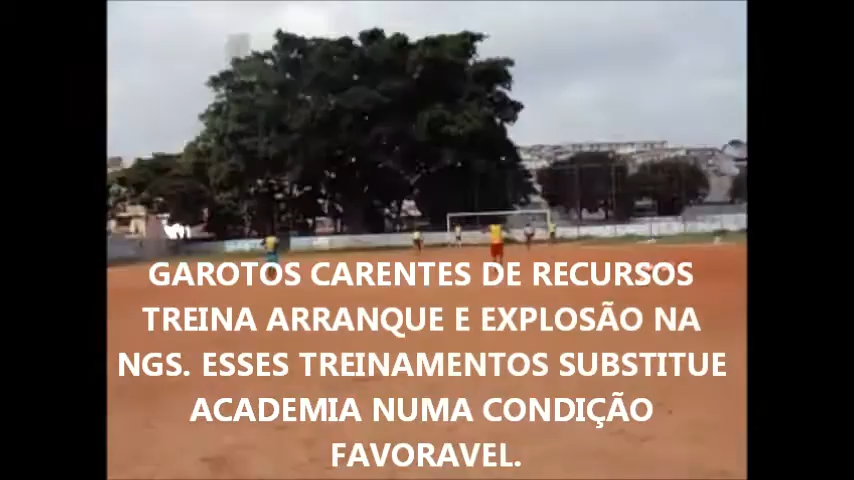 GAROTOS CARENTES DE RECURSOS
TREINA ARRANQUE E EXPLOSÃO NA
NGS. ESSES TREINAMENTOS SUBSTITUE
ACADEMIA NUMA CONDIÇÃO
FAVORAVEL.